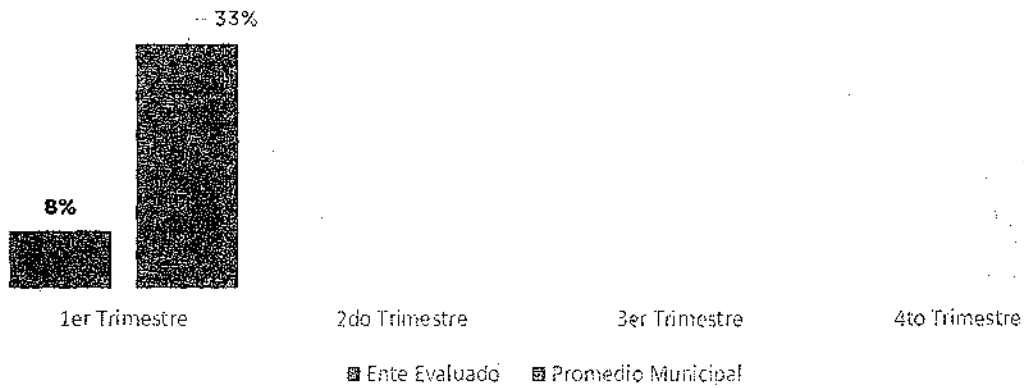 33%
8%
1er Trimestre 2do Trimestre 3er Trimestre 4to Trimestre
Ente Evaluado Promedio Municipal